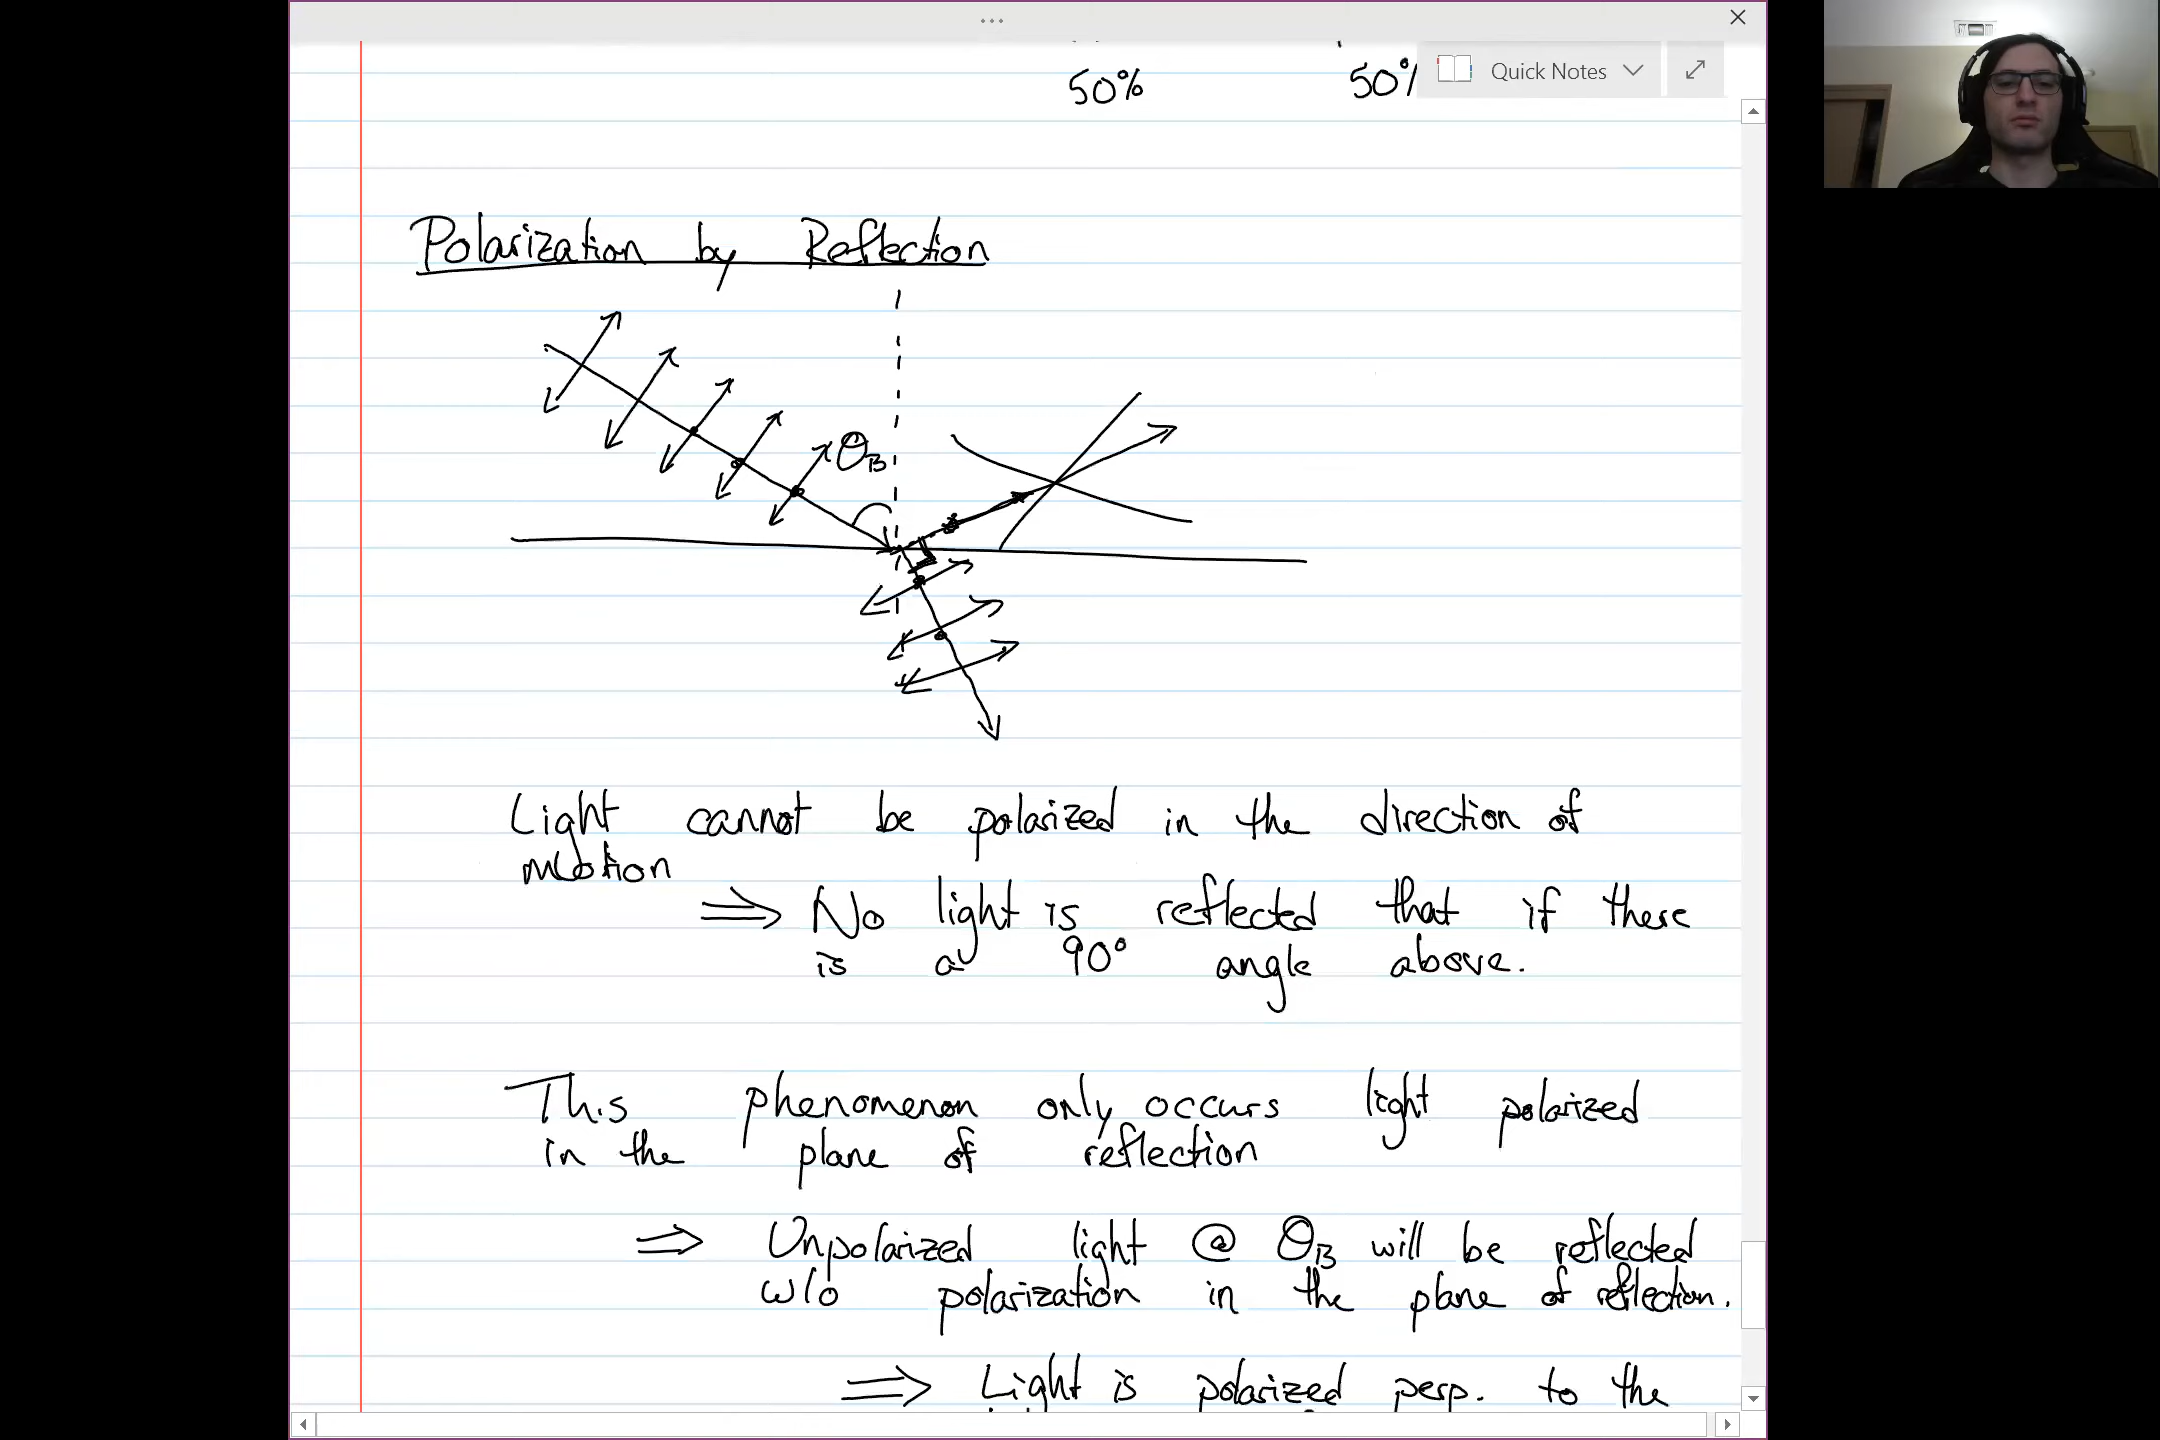 50%
50%
Quick Notes
Polarization by Reflection
θB
Light cannot be polarized in the direction of
motion
⇒ No light is reflected that if there
is a 90° angle above.
This phenomenon only occurs light polarized
in the plane of reflection
⇒ Unpolarized light @ θB will be reflected
w/o polarization in the plane of reflection.
⇒ Light is polarized perp. to the